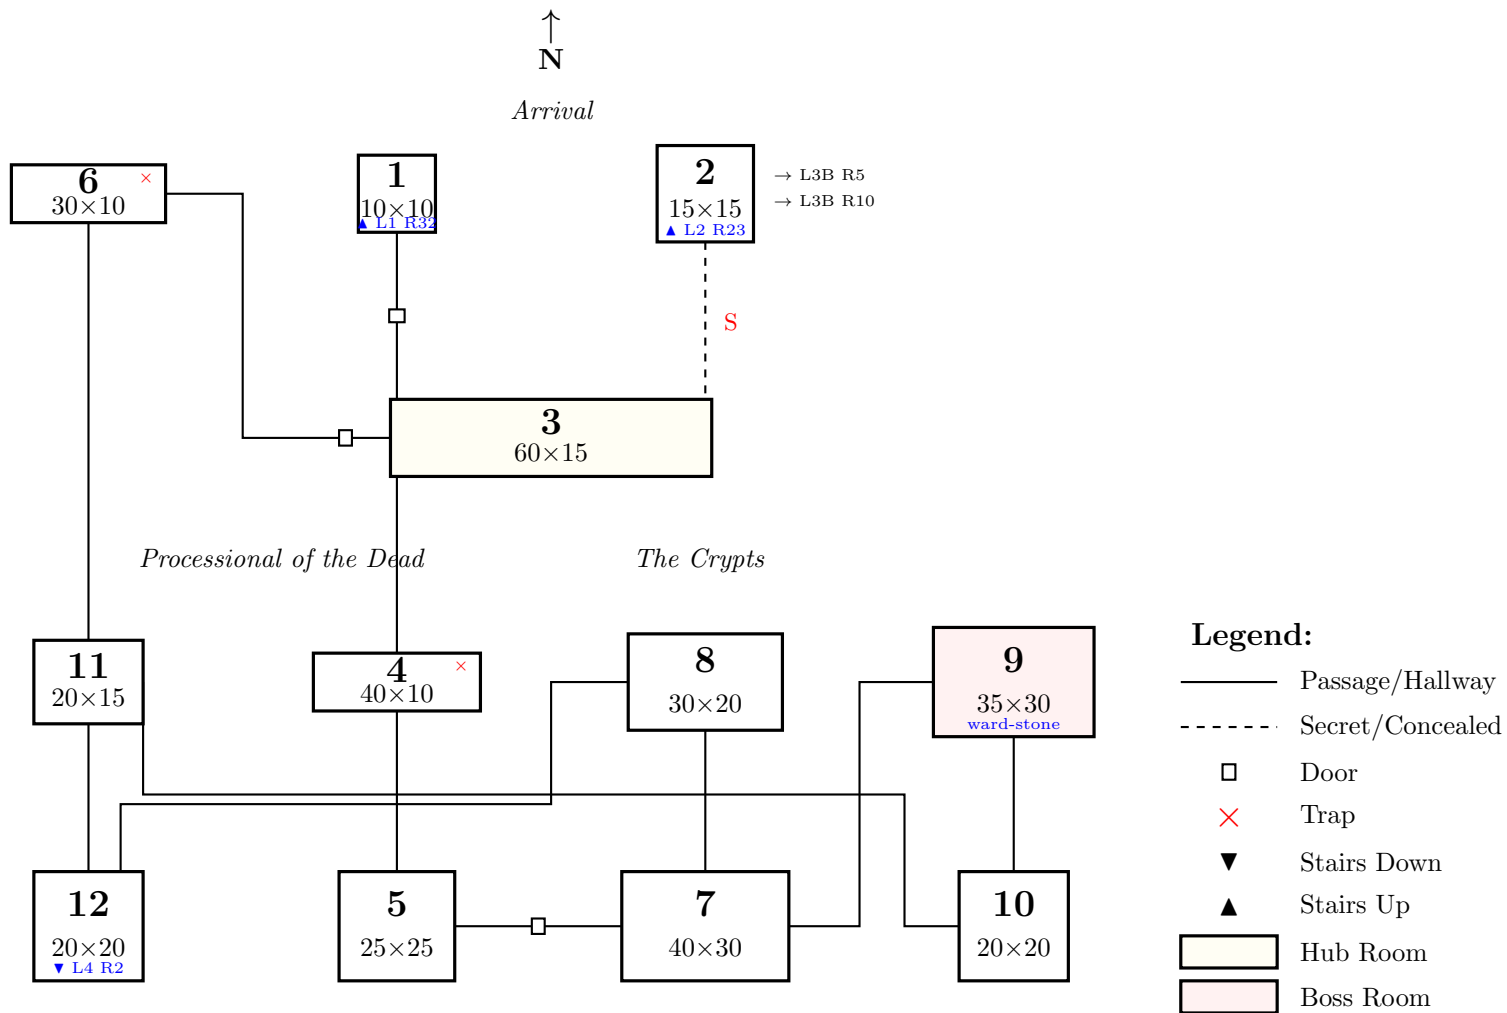 N
Arrival
6
30×10
1
10×10
▲ L1 R32
2
15×15
▲ L2 R23
→ L3B R5
→ L3B R10
S
3
60×15
Processional of the Dead
The Crypts
11
20×15
4
40×10
8
30×20
9
35×30
ward-stone
12
20×20
▼ L4 R2
5
25×25
7
40×30
10
20×20
Legend:
Passage/Hallway
Secret/Concealed
Door
Trap
Stairs Down
Stairs Up
Hub Room
Boss Room